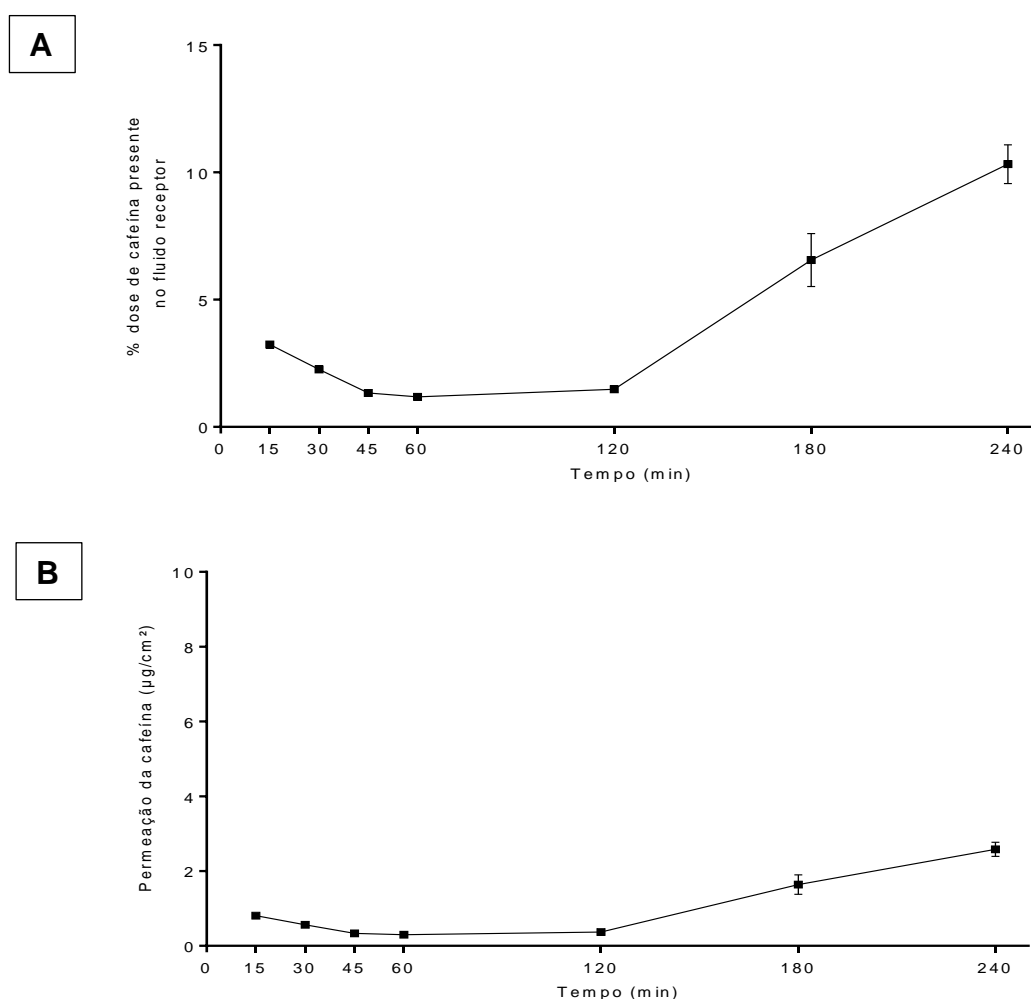 A
% dose de cafeína presente
no fluido receptor
15
10
5
0
0 15 30 45 60 120 180 240
Tempo (min)
B
Permeação da cafeína (µg/cm²)
10
8
6
4
2
0
0 15 30 45 60 120 180 240
Tempo (min)